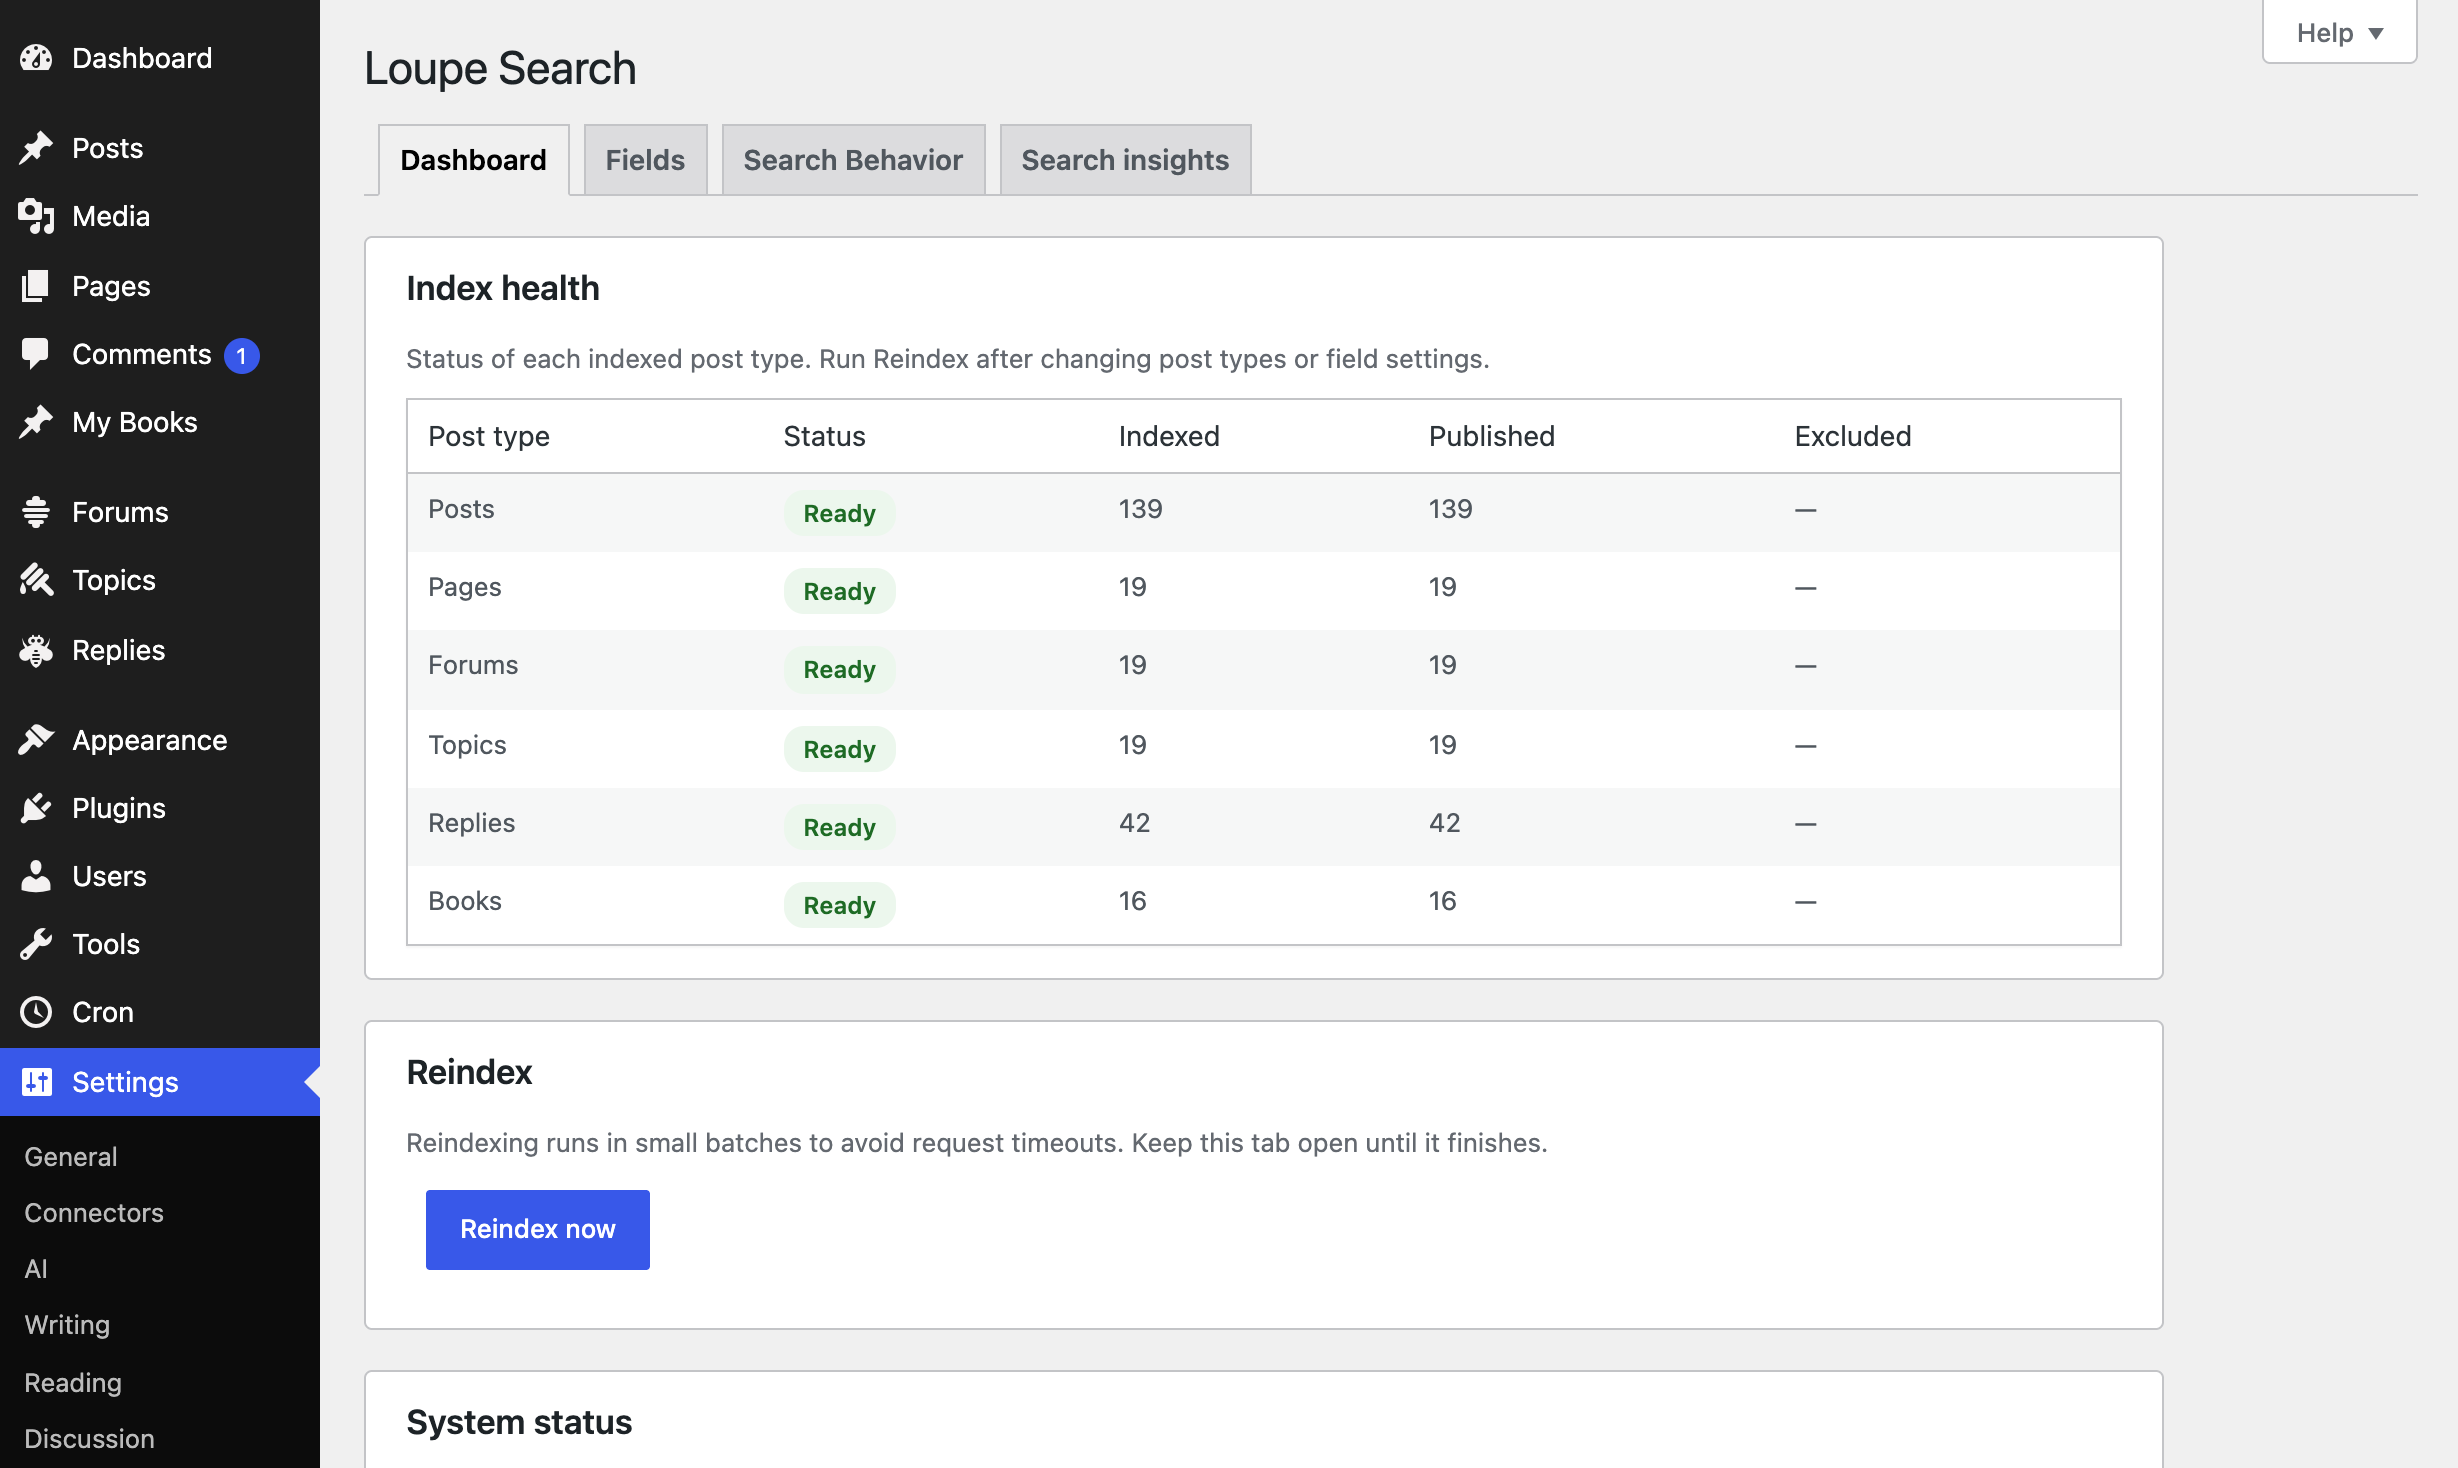 Dashboard
Posts
Media
Pages
Comments 1
My Books
Forums
Topics
Replies
Appearance
Plugins
Users
Tools
Cron
Settings
General
Connectors
AI
Writing
Reading
Discussion
Help ▼
Loupe Search
Dashboard Fields Search Behavior Search insights
Index health
Status of each indexed post type. Run Reindex after changing post types or field settings.
Post type Status Indexed Published Excluded
Posts Ready 139 139 —
Pages Ready 19 19 —
Forums Ready 19 19 —
Topics Ready 19 19 —
Replies Ready 42 42 —
Books Ready 16 16 —
Reindex
Reindexing runs in small batches to avoid request timeouts. Keep this tab open until it finishes.
Reindex now
System status